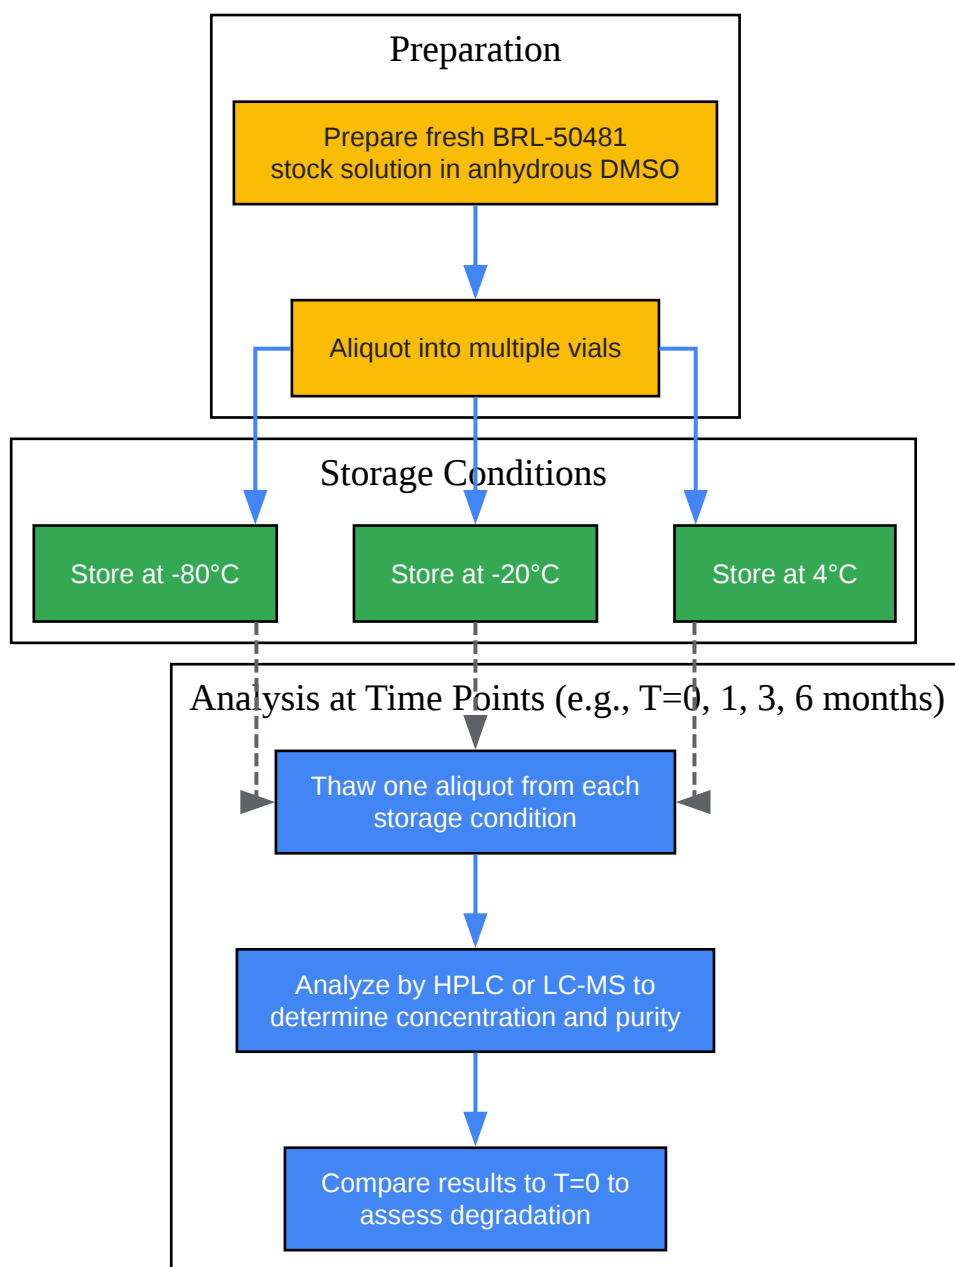 Preparation
Prepare fresh BRL-50481
stock solution in anhydrous DMSO
Aliquot into multiple vials
Storage Conditions
Store at -80°C
Store at -20°C
Store at 4°C
Analysis at Time Points (e.g., T=0, 1, 3, 6 months)
Thaw one aliquot from each
storage condition
Analyze by HPLC or LC-MS to
determine concentration and purity
Compare results to T=0 to
assess degradation